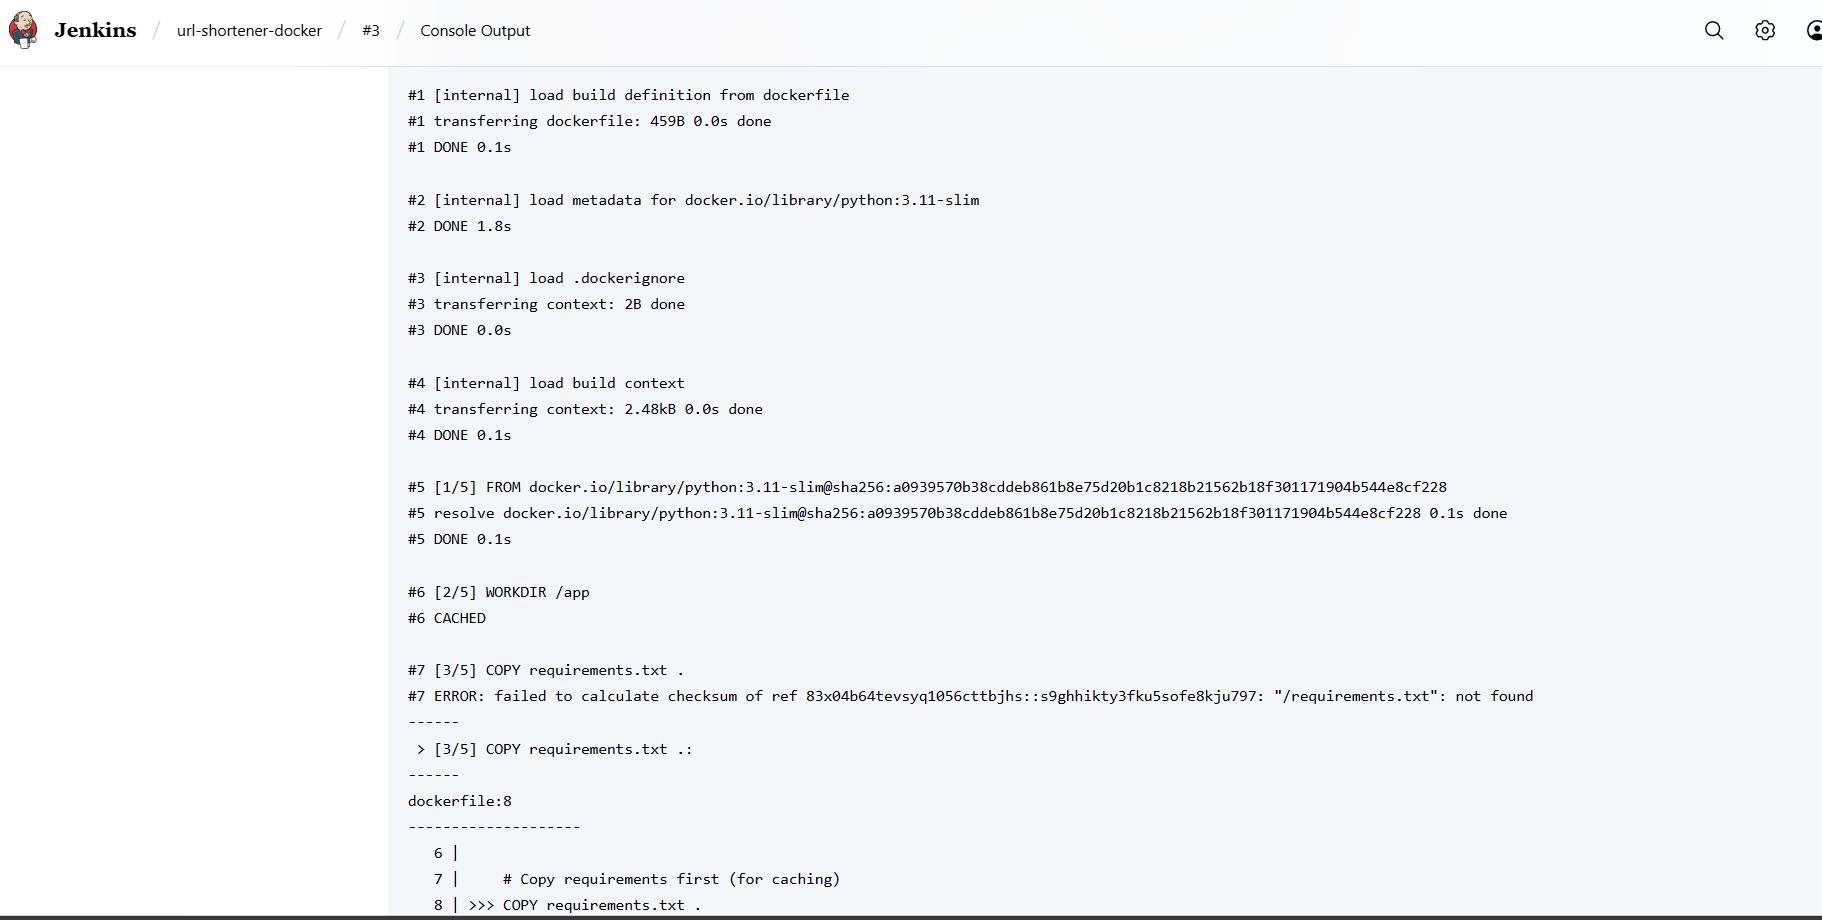 Jenkins / url-shortener-docker / #3 / Console Output
#1 [internal] load build definition from dockerfile
#1 transferring dockerfile: 459B 0.0s done
#1 DONE 0.1s
#2 [internal] load metadata for docker.io/library/python:3.11-slim
#2 DONE 1.8s
#3 [internal] load .dockerignore
#3 transferring context: 2B done
#3 DONE 0.0s
#4 [internal] load build context
#4 transferring context: 2.48kB 0.0s done
#4 DONE 0.1s
#5 [1/5] FROM docker.io/library/python:3.11-slim@sha256:a0939570b38cddeb861b8e75d20b1c8218b21562b18f301171904b544e8cf228
#5 resolve docker.io/library/python:3.11-slim@sha256:a0939570b38cddeb861b8e75d20b1c8218b21562b18f301171904b544e8cf228 0.1s done
#5 DONE 0.1s
#6 [2/5] WORKDIR /app
#6 CACHED
#7 [3/5] COPY requirements.txt .
#7 ERROR: failed to calculate checksum of ref 83x04b64tevsyq1056cttbjhs::s9ghhikty3fku5sofe8kju797: "/requirements.txt": not found
------
> [3/5] COPY requirements.txt .:
------
dockerfile:8
--------------------
6 |
7 | # Copy requirements first (for caching)
8 | >>> COPY requirements.txt .